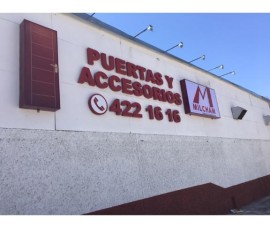 PUERTAS Y
ACCESORIOS
422 16 16
MILCHAR